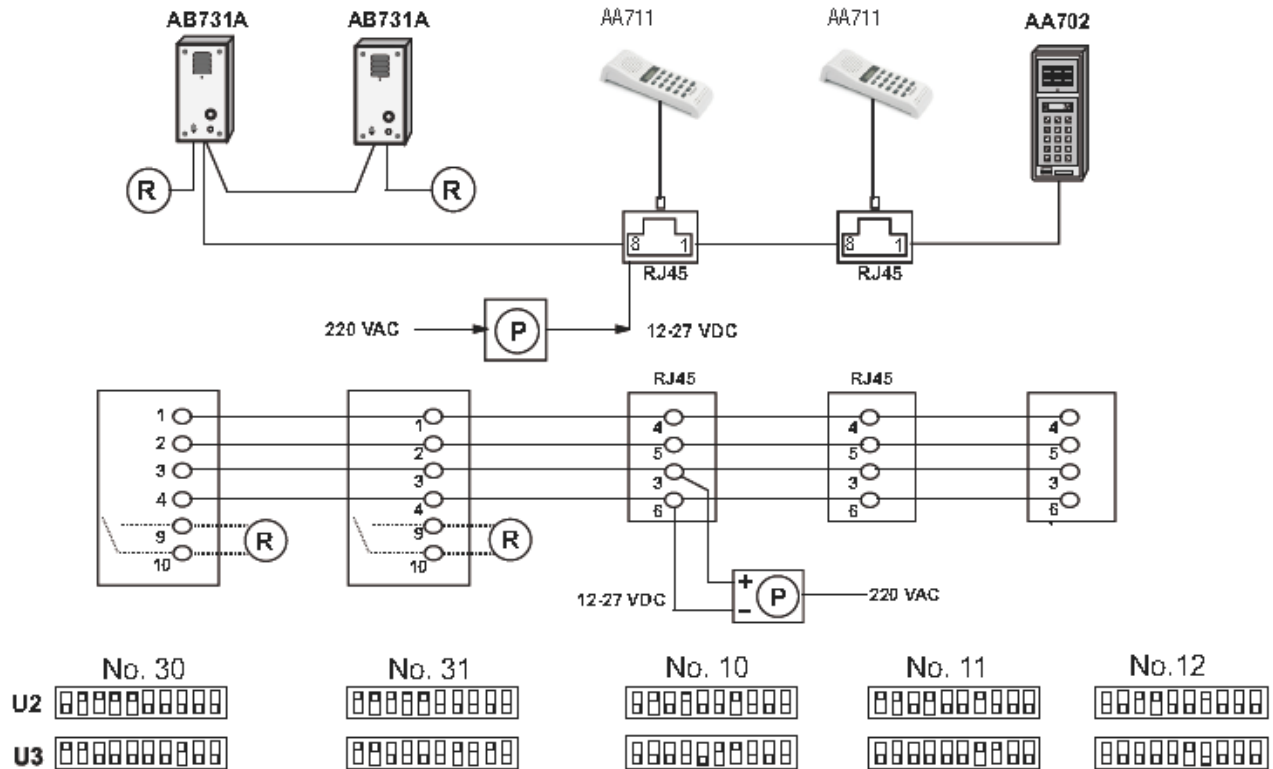 AB731A AB731A AA711 AA711 AA702
R R
8 1 8 1
RJ45 RJ45
220 VAC P 12-27 VDC
RJ45 RJ45
1 1 4 4 4
2 2 5 5 5
3 3 3 3 3
4 4 6 6 6
9 R 9 R
10 10
12-27 VDC + - P 220 VAC
No. 30 No. 31 No. 10 No. 11 No.12
U2
U3